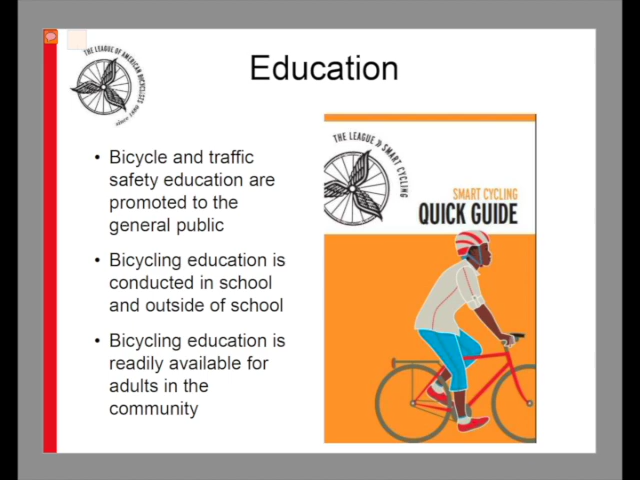 THE LEAGUE OF AMERICAN BICYCLISTS
Education
• Bicycle and traffic
safety education are
promoted to the
general public
• Bicycling education is
conducted in school
and outside of school
• Bicycling education is
readily available for
adults in the
community
THE LEAGUE SMART CYCLING
SMART CYCLING
QUICK GUIDE